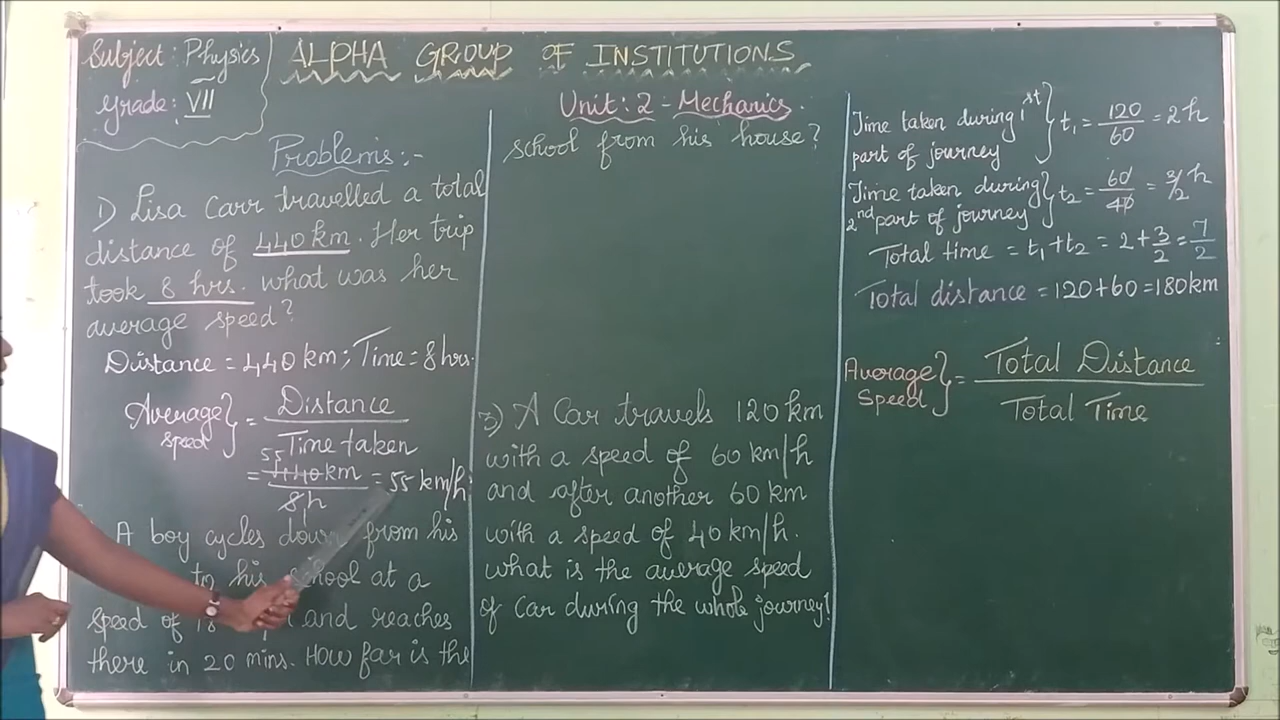 Subject: Physics
Grade: VII
ALPHA GROUP OF INSTITUTIONS
Unit: 2 - Mechanics.
Problems:-
1) Lisa Carr travelled a total
distance of 440 km. Her trip
took 8 hrs. what was her
average speed?
Distance = 440 km; Time = 8 hrs.
Average speed } = Distance / Time taken
= 440 km / 8 h = 55 km/h
55
1
A boy cycles down from his
to his school at a
speed of and reaches
there in 20 mins. How far is the
school from his house?
3) A Car travels 120 km
with a speed of 60 km/h
and after another 60 km
with a speed of 40 km/h.
what is the average speed
of Car during the whole journey?
Time taken during 1st part of journey } t1 = 120 / 60 = 2 h
Time taken during 2nd part of journey } t2 = 60 / 40 = 3/2 h
Total time = t1 + t2 = 2 + 3/2 = 7/2
Total distance = 120 + 60 = 180 km
Average Speed } = Total Distance / Total Time